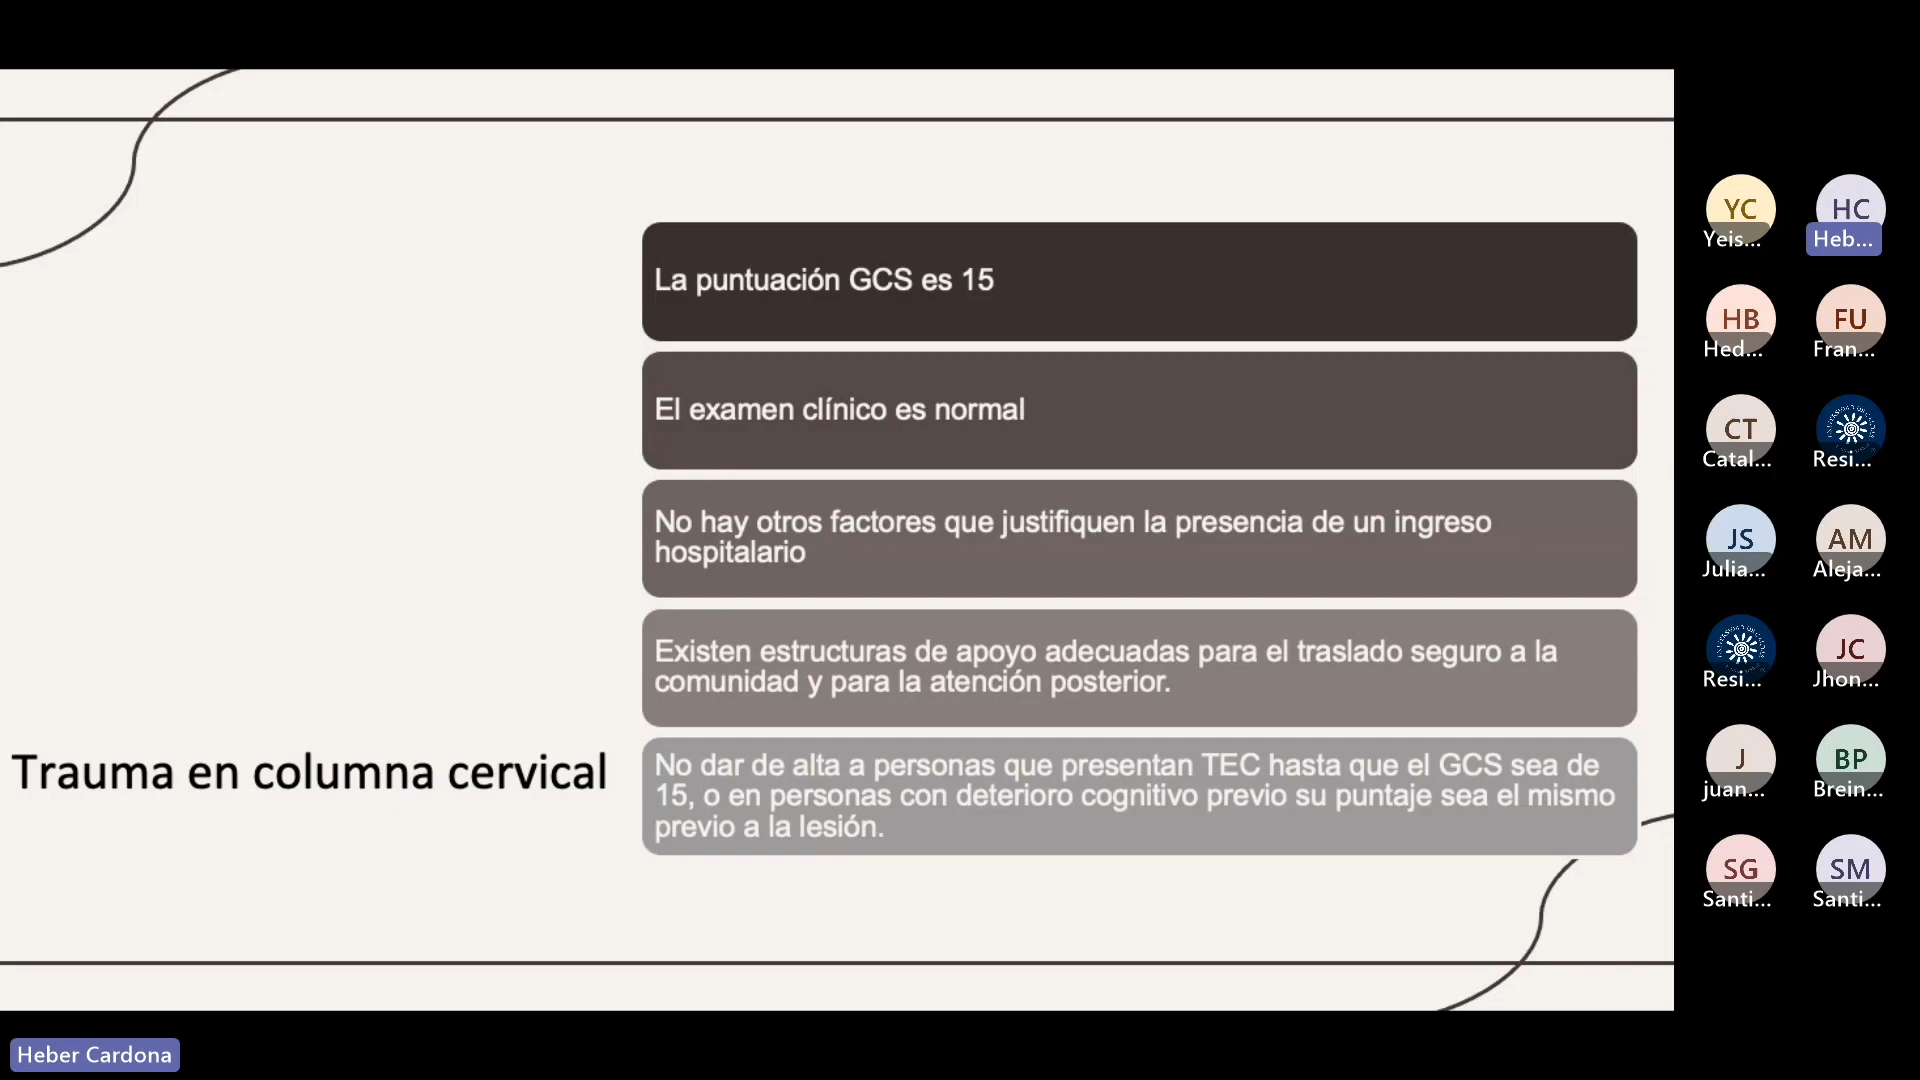 La puntuación GCS es 15
El examen clínico es normal
No hay otros factores que justifiquen la presencia de un ingreso
hospitalario
Existen estructuras de apoyo adecuadas para el traslado seguro a la
comunidad y para la atención posterior.
Trauma en columna cervical
No dar de alta a personas que presentan TEC hasta que el GCS sea de
15, o en personas con deterioro cognitivo previo su puntaje sea el mismo
previo a la lesión.
YC
Yeis...
HC
Heb...
HB
Hed...
FU
Fran...
CT
Catal...
Resi...
JS
Julia...
AM
Aleja...
Resi...
JC
Jhon...
J
juan...
BP
Brein...
SG
Santi...
SM
Santi...
Heber Cardona